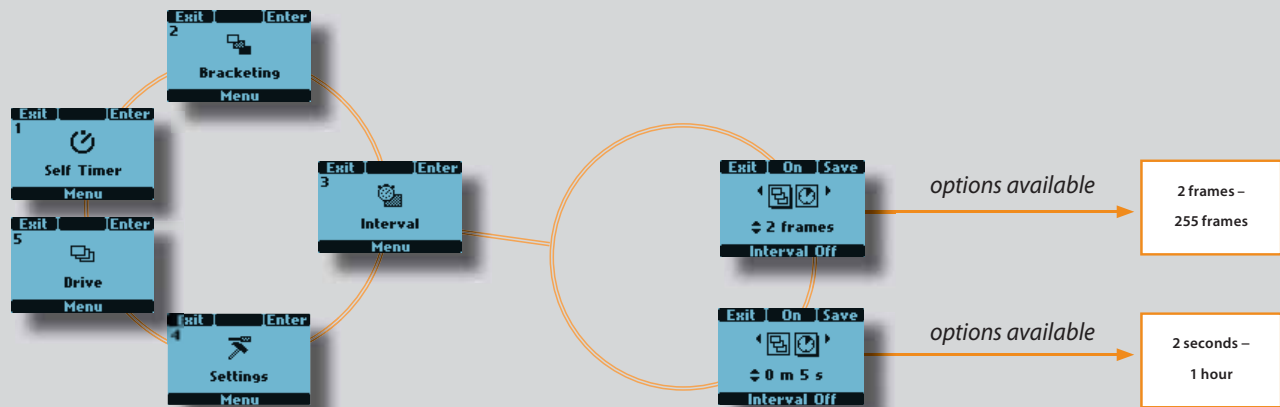 Exit Enter
2
Bracketing
Menu
Exit Enter
1
Self Timer
Menu
Exit Enter
5
Drive
Menu
Exit Enter
4
Settings
Menu
Exit Enter
3
Interval
Menu
Exit On Save
2 frames
Interval Off
options available
2 frames –
255 frames
Exit On Save
0 m 5 s
Interval Off
options available
2 seconds –
1 hour